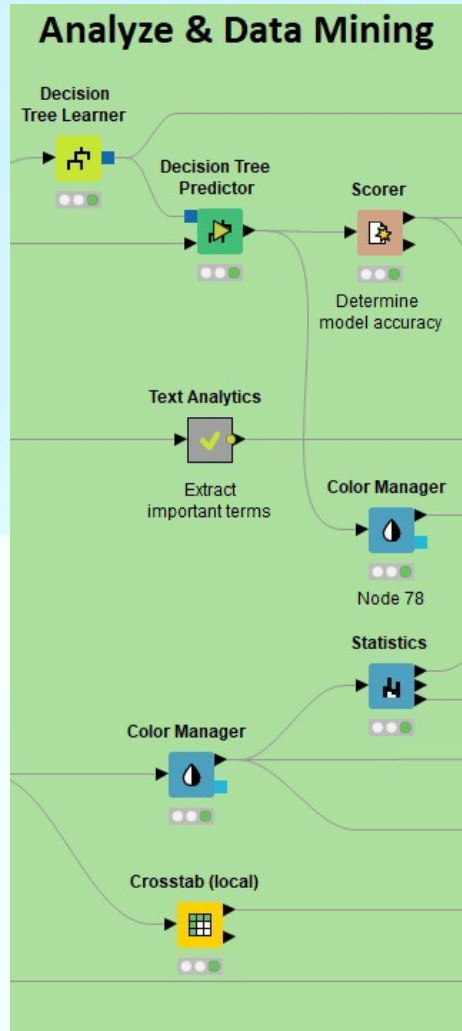 Analyze & Data Mining
Decision
Tree Learner
Decision Tree
Predictor
Scorer
Determine
model accuracy
Text Analytics
Extract
important terms
Color Manager
Node 78
Statistics
Color Manager
Crosstab (local)